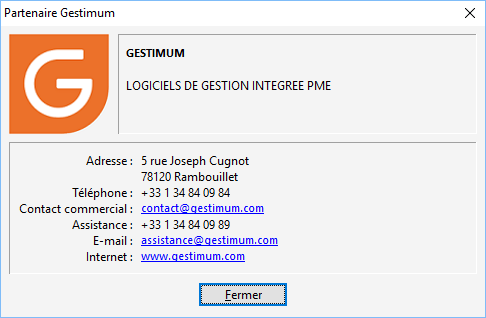 Partenaire Gestimum
G
GESTIMUM
LOGICIELS DE GESTION INTEGREE PME
Adresse : 5 rue Joseph Cugnot
78120 Rambouillet
Téléphone : +33 1 34 84 09 84
Contact commercial : contact@gestimum.com
Assistance : +33 1 34 84 09 89
E-mail : assistance@gestimum.com
Internet : www.gestimum.com
Fermer